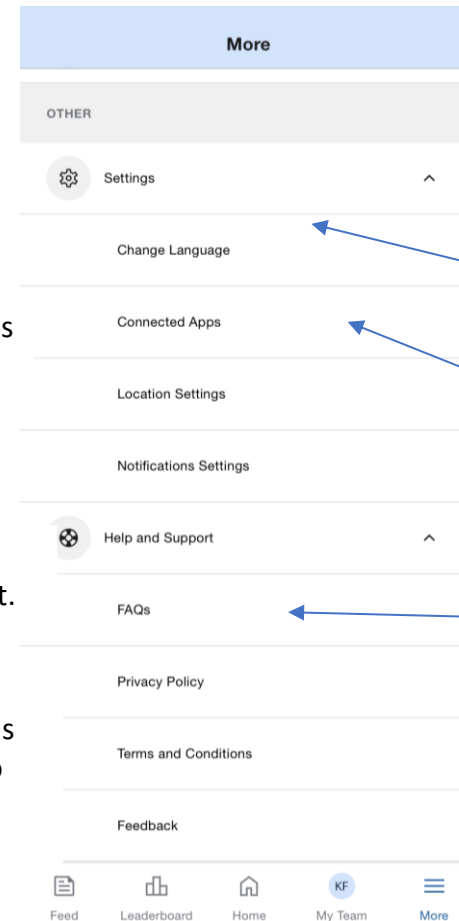 More
OTHER
Settings
Change Language
s
Connected Apps
Location Settings
Notifications Settings
Help and Support
t.
FAQs
Privacy Policy
s
Terms and Conditions
Feedback
KF
Feed Leaderboard Home My Team More